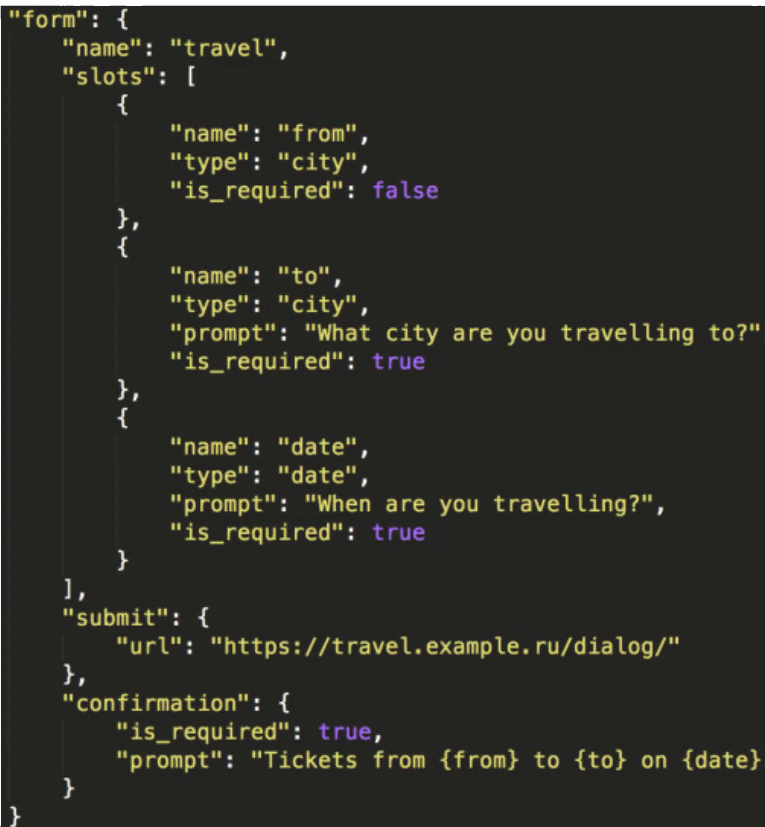 "form": {
    "name": "travel",
    "slots": [
        {
            "name": "from",
            "type": "city",
            "is_required": false
        },
        {
            "name": "to",
            "type": "city",
            "prompt": "What city are you travelling to?"
            "is_required": true
        },
        {
            "name": "date",
            "type": "date",
            "prompt": "When are you travelling?",
            "is_required": true
        }
    ],
    "submit": {
        "url": "https://travel.example.ru/dialog/"
    },
    "confirmation": {
        "is_required": true,
        "prompt": "Tickets from {from} to {to} on {date}
    }
}